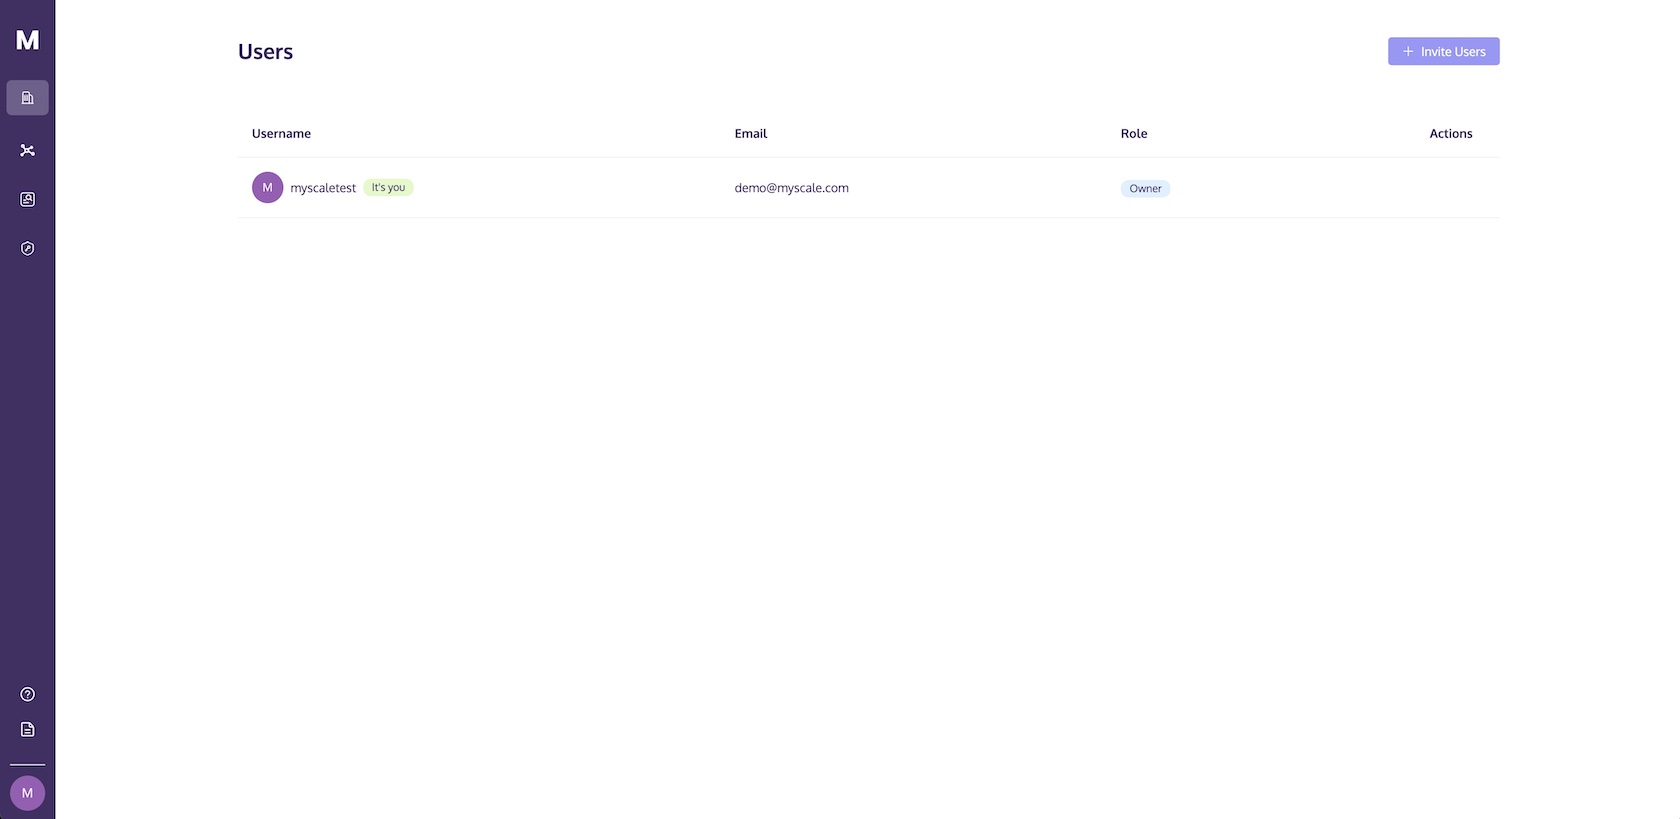 M
Users
+ Invite Users
Username Email Role Actions
M myscaletest It's you demo@myscale.com Owner
M